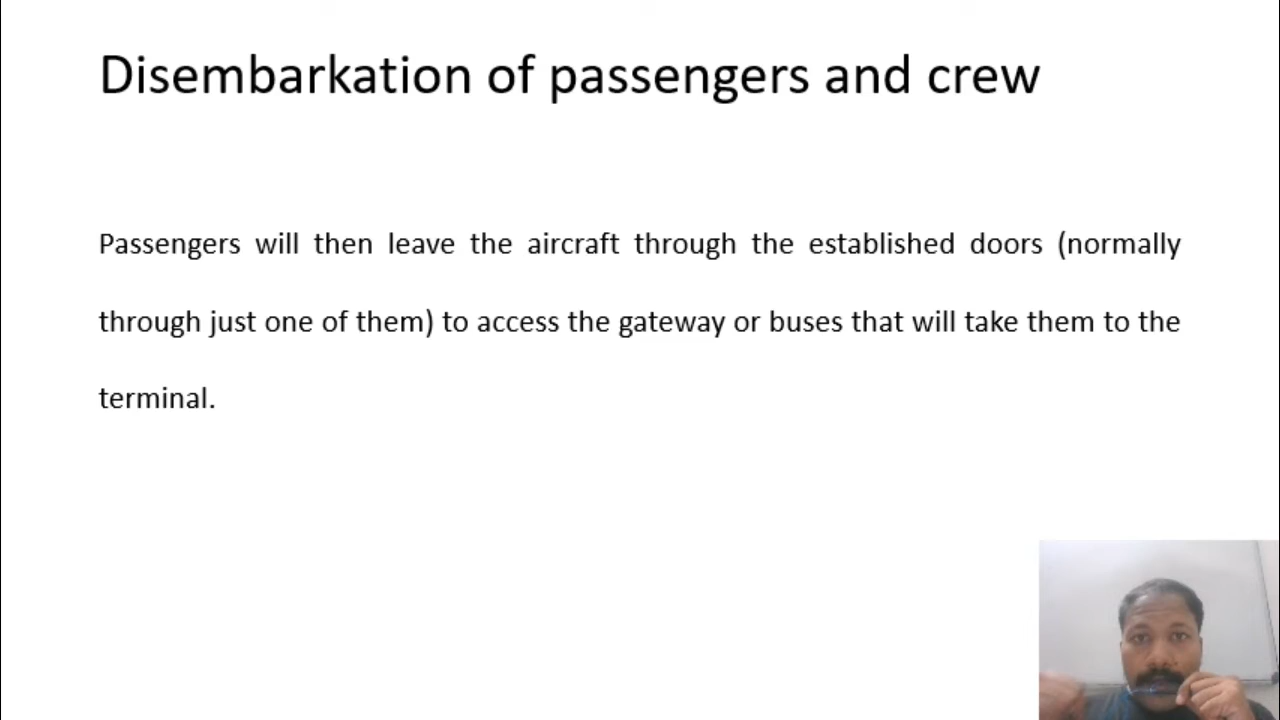 Disembarkation of passengers and crew
Passengers will then leave the aircraft through the established doors (normally
through just one of them) to access the gateway or buses that will take them to the
terminal.